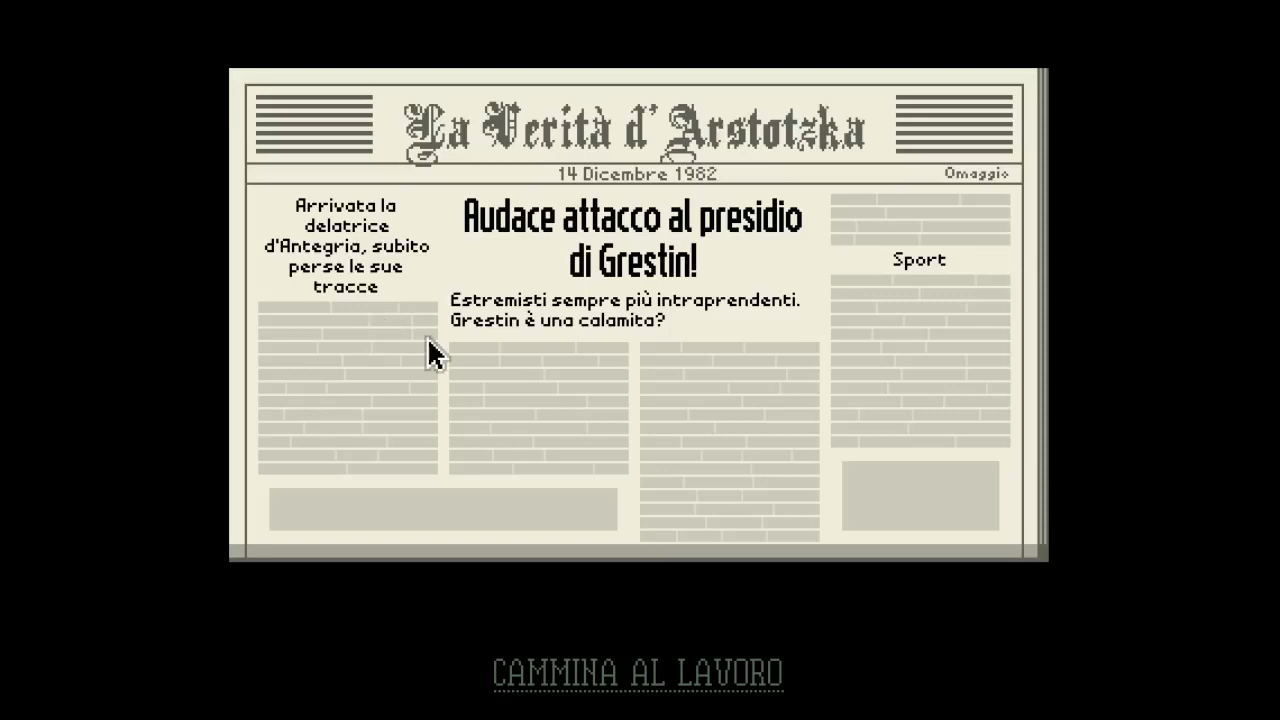 La Verità d'Arstotzka
14 Dicembre 1982
Omaggio
Arrivata la
delatrice
d'Antegria, subito
perse le sue
tracce
Audace attacco al presidio
di Grestin!
Estremisti sempre più intraprendenti.
Grestin è una calamita?
Sport
CAMMINA AL LAVORO